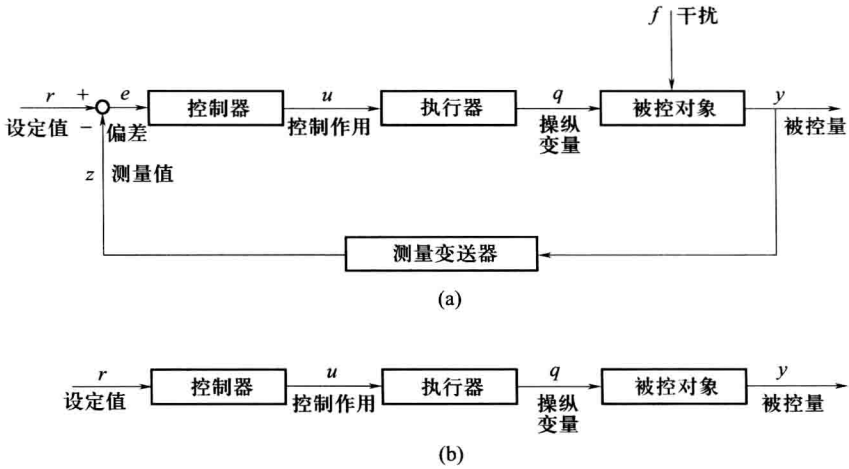 f 干扰
r + e 控制器 u 执行器 q 被控对象 y
设定值 − 偏差 控制作用 操纵 被控量
变量
z 测量值
测量变送器
(a)
r 控制器 u 执行器 q 被控对象 y
设定值 控制作用 操纵 被控量
变量
(b)